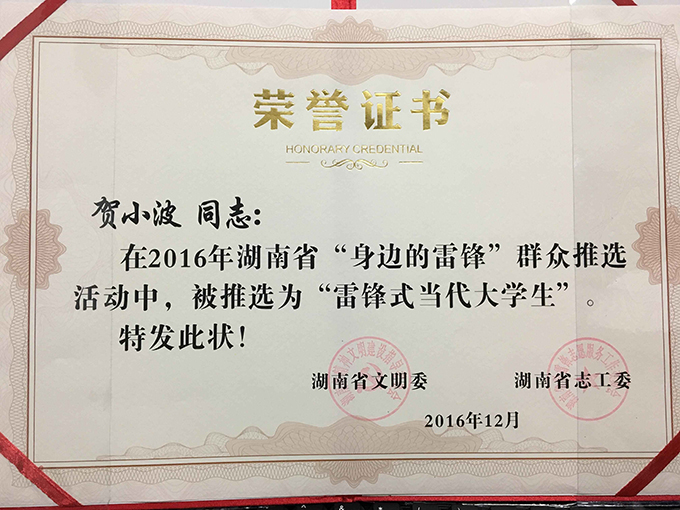 荣誉证书
HONORARY CREDENTIAL
贺小波 同志：
在2016年湖南省“身边的雷锋”群众推选
活动中，被推选为“雷锋式当代大学生”。
特发此状！
湖南省文明委 湖南省志工委
2016年12月